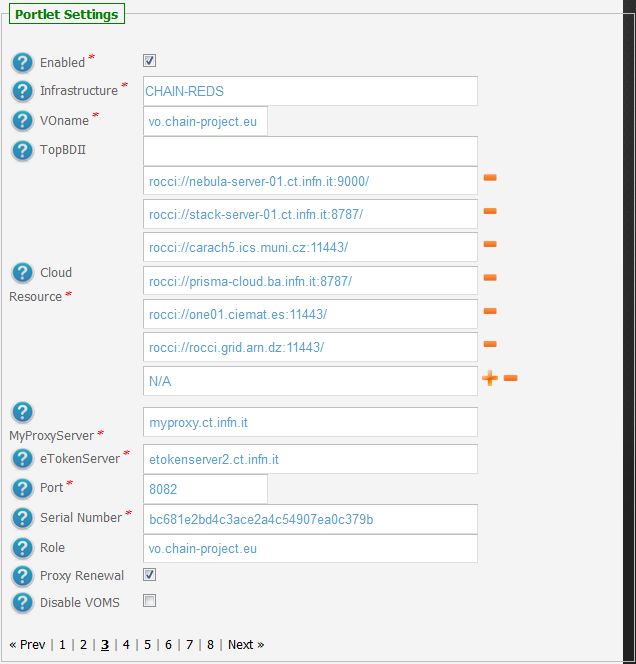 Portlet Settings
Enabled *
Infrastructure * CHAIN-REDS
VOname * vo.chain-project.eu
TopBDII
rocci://nebula-server-01.ct.infn.it:9000/
rocci://stack-server-01.ct.infn.it:8787/
rocci://carach5.ics.muni.cz:11443/
Cloud rocci://prisma-cloud.ba.infn.it:8787/
Resource *
rocci://one01.ciemat.es:11443/
rocci://rocci.grid.arn.dz:11443/
N/A
MyProxyServer * myproxy.ct.infn.it
eTokenServer * etokenserver2.ct.infn.it
Port * 8082
Serial Number * bc681e2bd4c3ace2a4c54907ea0c379b
Role vo.chain-project.eu
Proxy Renewal
Disable VOMS
« Prev | 1 | 2 | 3 | 4 | 5 | 6 | 7 | 8 | Next »